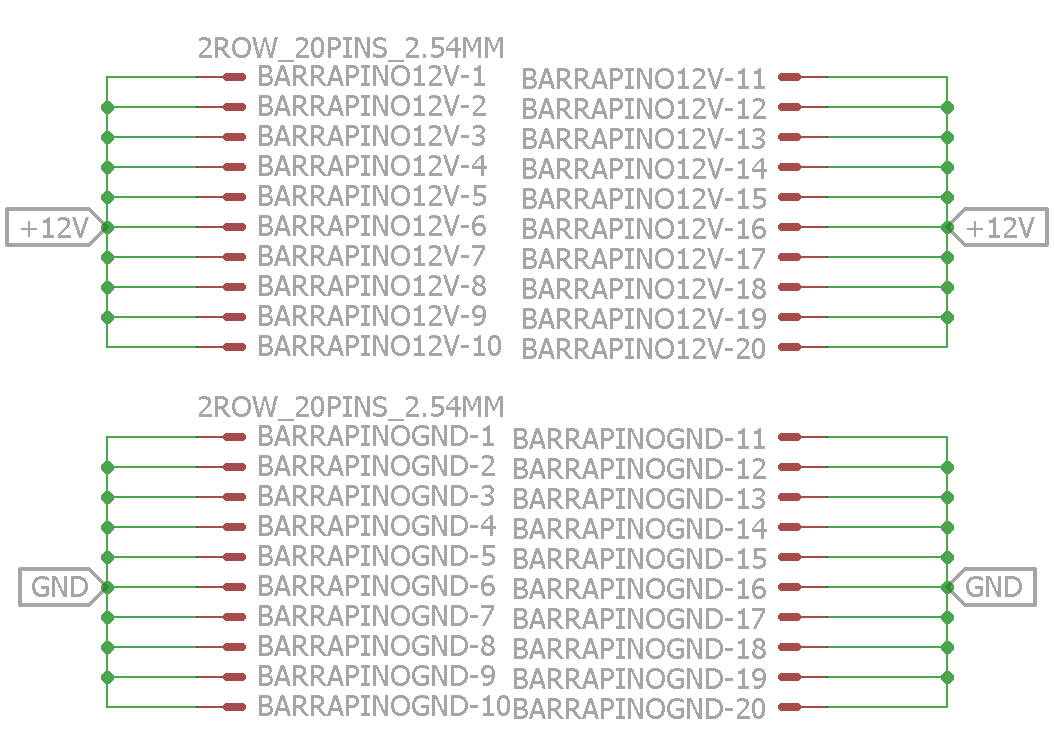 2ROW_20PINS_2.54MM
BARRAPINO12V-1 BARRAPINO12V-11
BARRAPINO12V-2 BARRAPINO12V-12
BARRAPINO12V-3 BARRAPINO12V-13
BARRAPINO12V-4 BARRAPINO12V-14
BARRAPINO12V-5 BARRAPINO12V-15
+12V BARRAPINO12V-6 BARRAPINO12V-16 +12V
BARRAPINO12V-7 BARRAPINO12V-17
BARRAPINO12V-8 BARRAPINO12V-18
BARRAPINO12V-9 BARRAPINO12V-19
BARRAPINO12V-10 BARRAPINO12V-20
2ROW_20PINS_2.54MM
BARRAPINOGND-1 BARRAPINOGND-11
BARRAPINOGND-2 BARRAPINOGND-12
BARRAPINOGND-3 BARRAPINOGND-13
BARRAPINOGND-4 BARRAPINOGND-14
BARRAPINOGND-5 BARRAPINOGND-15
GND BARRAPINOGND-6 BARRAPINOGND-16 GND
BARRAPINOGND-7 BARRAPINOGND-17
BARRAPINOGND-8 BARRAPINOGND-18
BARRAPINOGND-9 BARRAPINOGND-19
BARRAPINOGND-10 BARRAPINOGND-20